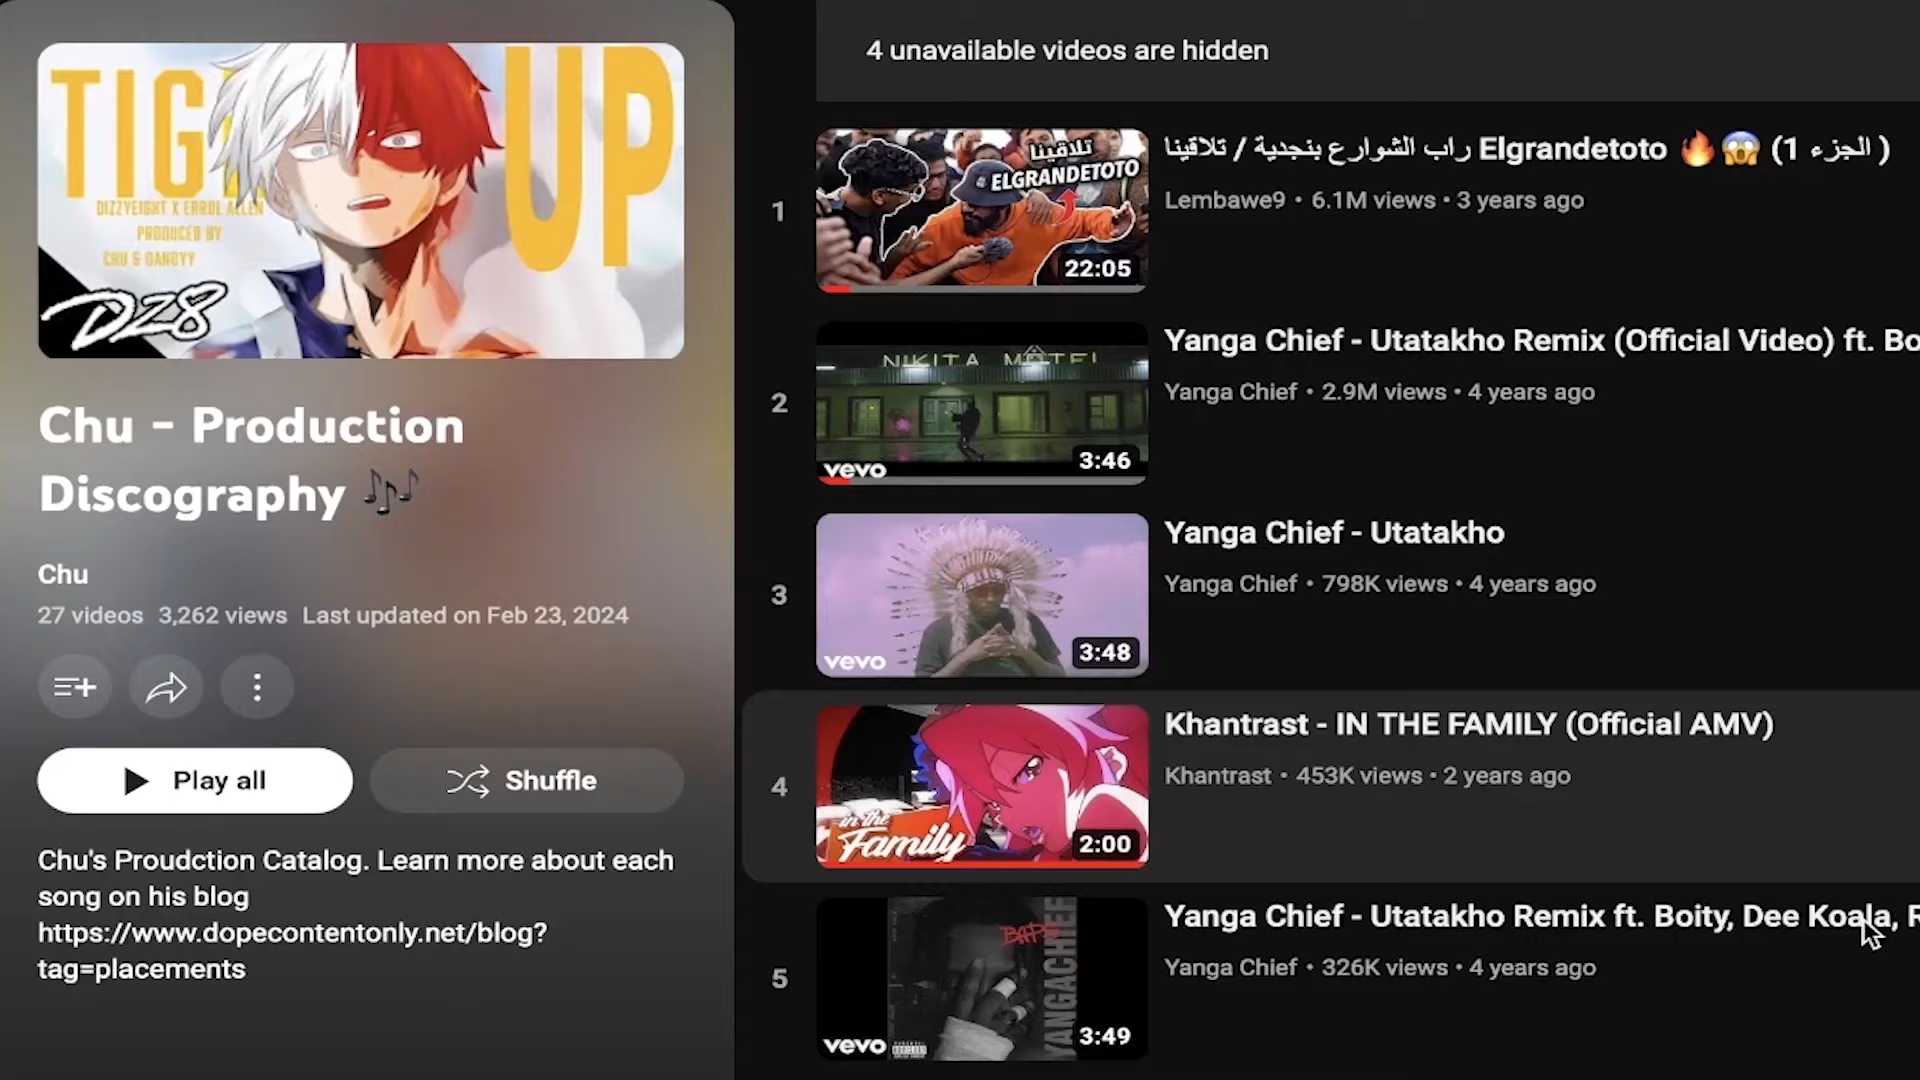 TIG UP
DIZZYEIGHT X ERROL ALLEN
PRODUCED BY
CHU & DANGYY
DZ8
Chu - Production
Discography 🎶
Chu
27 videos 3,262 views Last updated on Feb 23, 2024
Play all
Shuffle
Chu's Proudction Catalog. Learn more about each
song on his blog
https://www.dopecontentonly.net/blog?
tag=placements
4 unavailable videos are hidden
1
تلاقينا
ELGRANDETOTO
22:05
راب الشوارع بنجدية / تلاقينا Elgrandetoto 🔥😱 (الجزء 1 )
Lembawe9 • 6.1M views • 3 years ago
2
NIKITA MOTEL
vevo
3:46
Yanga Chief - Utatakho Remix (Official Video) ft. Bo
Yanga Chief • 2.9M views • 4 years ago
3
vevo
3:48
Yanga Chief - Utatakho
Yanga Chief • 798K views • 4 years ago
4
in the
Family
2:00
Khantrast - IN THE FAMILY (Official AMV)
Khantrast • 453K views • 2 years ago
5
BAPS
YANGACHIEF
vevo
3:49
Yanga Chief - Utatakho Remix ft. Boity, Dee Koala, R
Yanga Chief • 326K views • 4 years ago